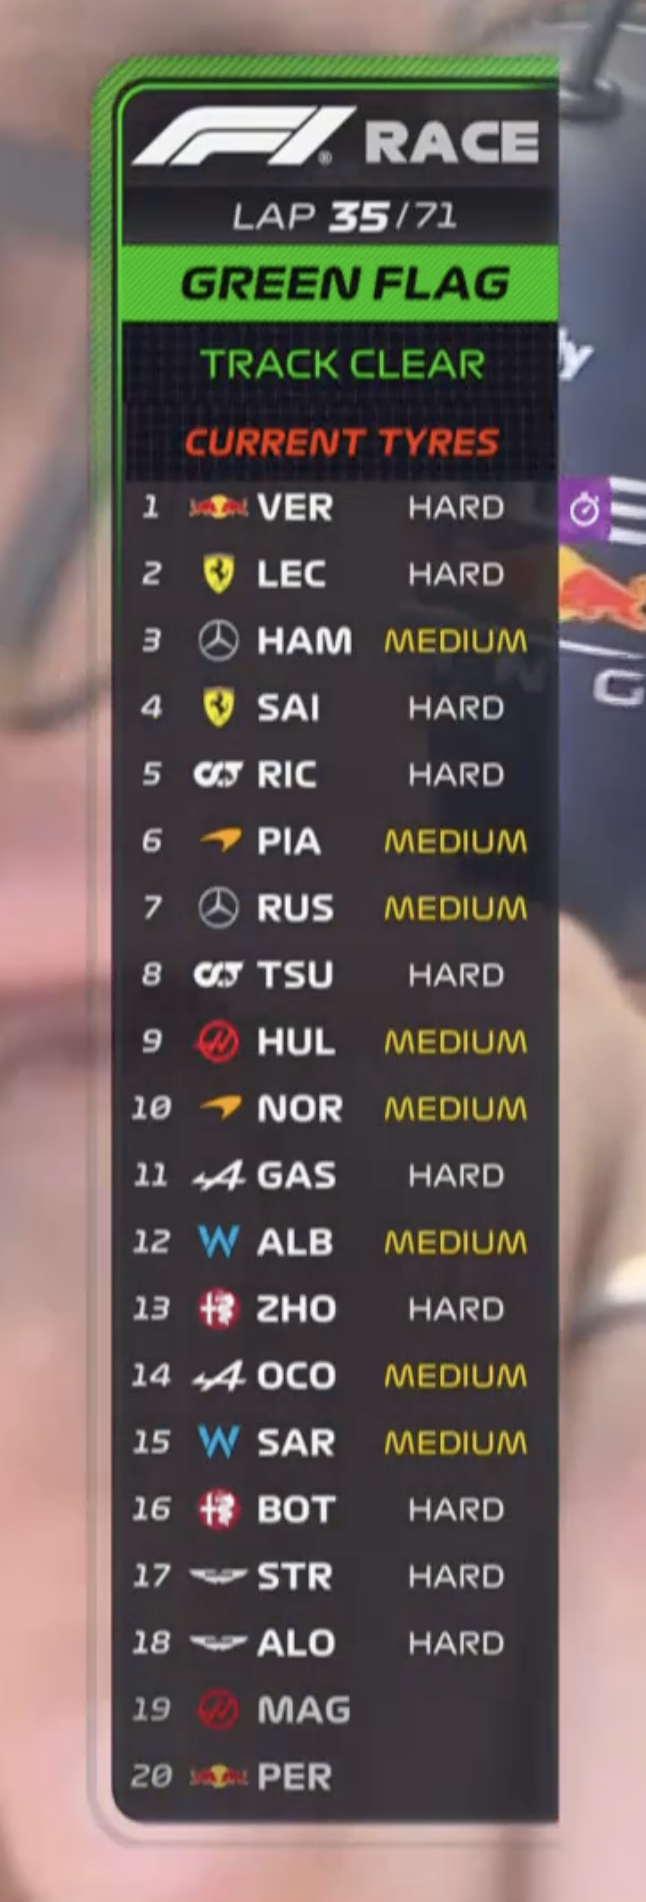 F1® RACE
LAP 35/71
GREEN FLAG
TRACK CLEAR
CURRENT TYRES
1 VER HARD
2 LEC HARD
3 HAM MEDIUM
4 SAI HARD
5 RIC HARD
6 PIA MEDIUM
7 RUS MEDIUM
8 TSU HARD
9 HUL MEDIUM
10 NOR MEDIUM
11 GAS HARD
12 ALB MEDIUM
13 ZHO HARD
14 OCO MEDIUM
15 SAR MEDIUM
16 BOT HARD
17 STR HARD
18 ALO HARD
19 MAG
20 PER